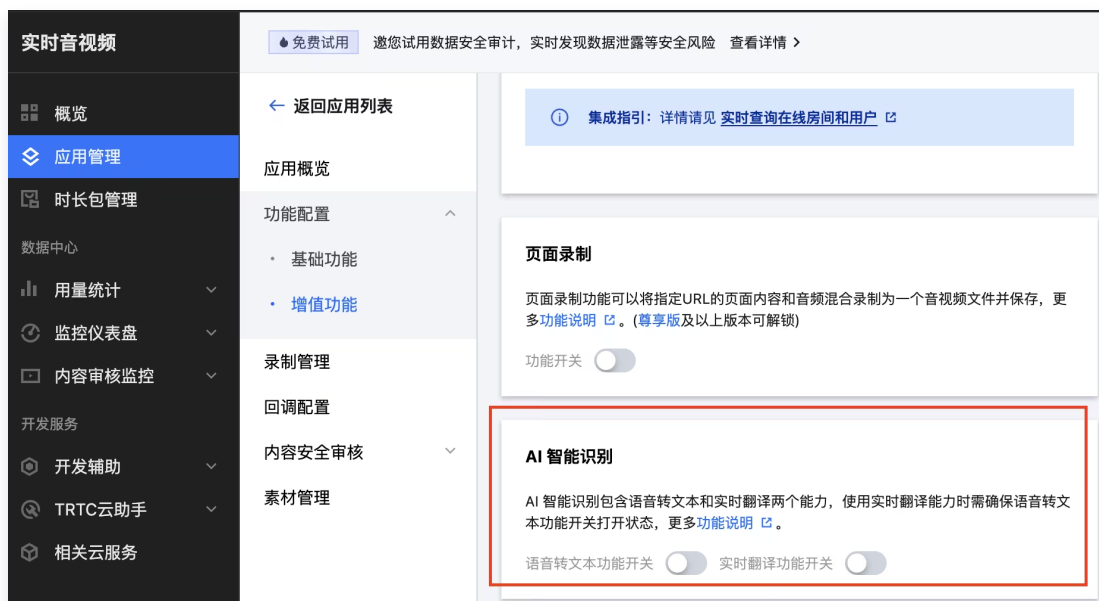 实时音视频
概览
应用管理
时长包管理
数据中心
用量统计
监控仪表盘
内容审核监控
开发服务
开发辅助
TRTC云助手
相关云服务
免费试用 邀您试用数据安全审计，实时发现数据泄露等安全风险 查看详情
返回应用列表
应用概览
功能配置
· 基础功能
· 增值功能
录制管理
回调配置
内容安全审核
素材管理
集成指引：详情请见 实时查询在线房间和用户
页面录制
页面录制功能可以将指定URL的页面内容和音频混合录制为一个音视频文件并保存，更
多功能说明 。(尊享版及以上版本可解锁)
功能开关
AI 智能识别
AI 智能识别包含语音转文本和实时翻译两个能力，使用实时翻译能力时需确保语音转文
本功能开关打开状态，更多功能说明 。
语音转文本功能开关 实时翻译功能开关